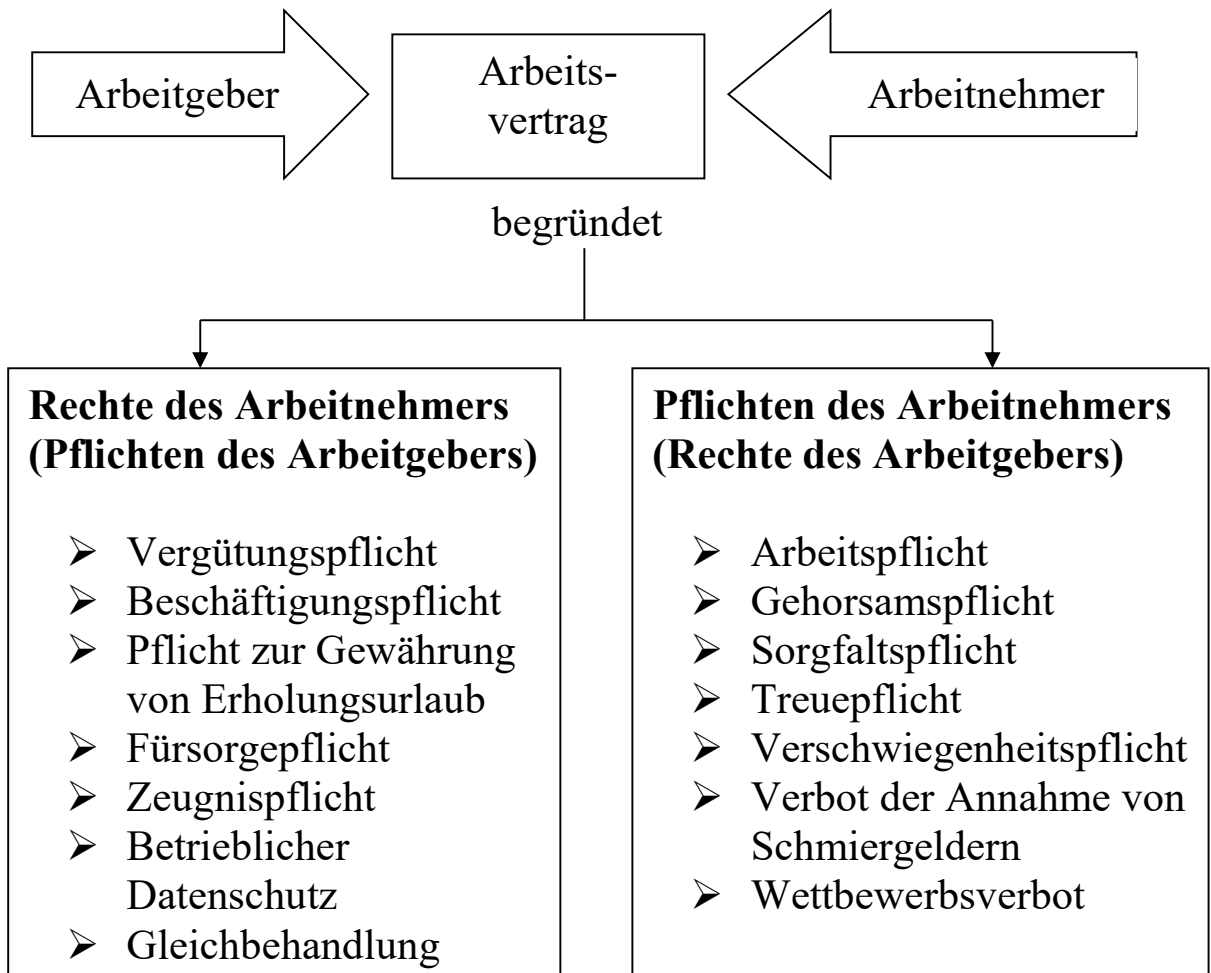 Arbeitgeber
Arbeits-
vertrag
Arbeitnehmer
begründet
Rechte des Arbeitnehmers
(Pflichten des Arbeitgebers)
➢ Vergütungspflicht
➢ Beschäftigungspflicht
➢ Pflicht zur Gewährung
von Erholungsurlaub
➢ Fürsorgepflicht
➢ Zeugnispflicht
➢ Betrieblicher
Datenschutz
➢ Gleichbehandlung
Pflichten des Arbeitnehmers
(Rechte des Arbeitgebers)
➢ Arbeitspflicht
➢ Gehorsamspflicht
➢ Sorgfaltspflicht
➢ Treuepflicht
➢ Verschwiegenheitspflicht
➢ Verbot der Annahme von
Schmiergeldern
➢ Wettbewerbsverbot